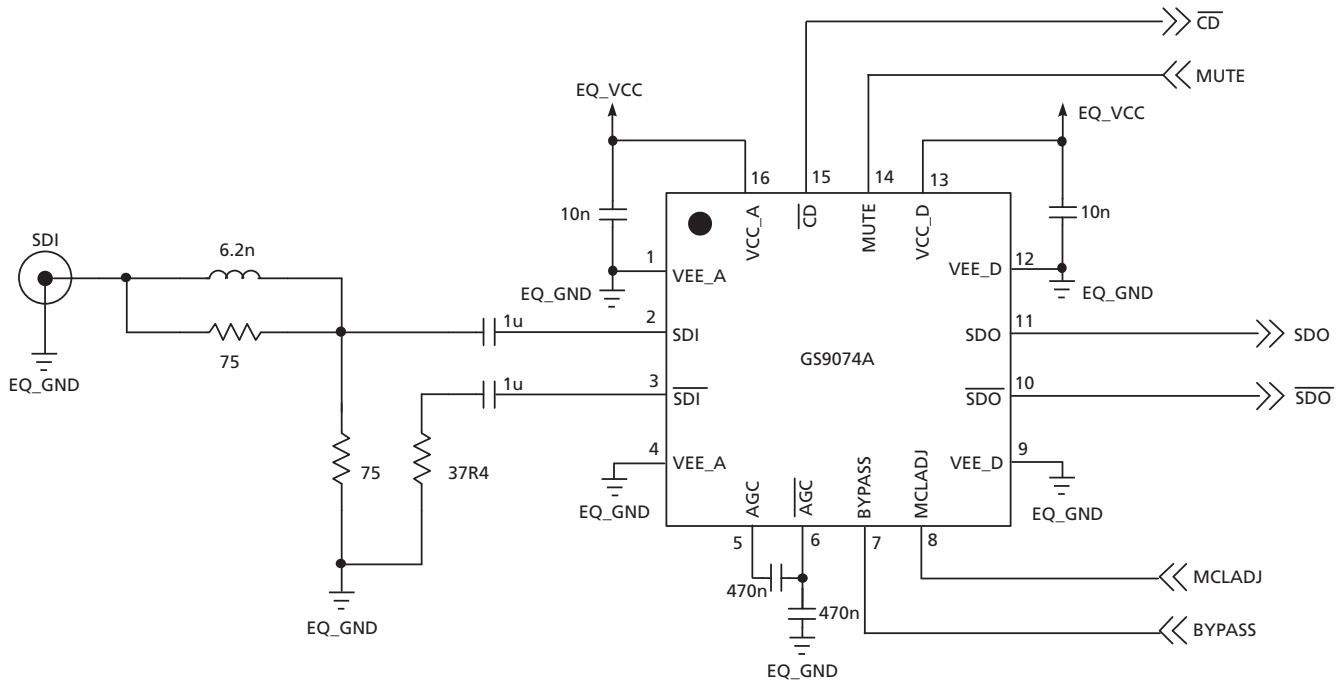 CD
MUTE
EQ_VCC
EQ_VCC
16
15
14
13
10n
10n
VCC_A
CD
MUTE
VCC_D
SDI
6.2n
1
VEE_A
VEE_D
12
EQ_GND
EQ_GND
2
1u
SDI
SDO
11
SDO
75
EQ_GND
GS9074A
3
1u
SDI
SDO
10
SDO
75
37R4
4
VEE_A
VEE_D
9
EQ_GND
EQ_GND
AGC
AGC
BYPASS
MCLADJ
5
6
7
8
470n
470n
MCLADJ
BYPASS
EQ_GND
EQ_GND